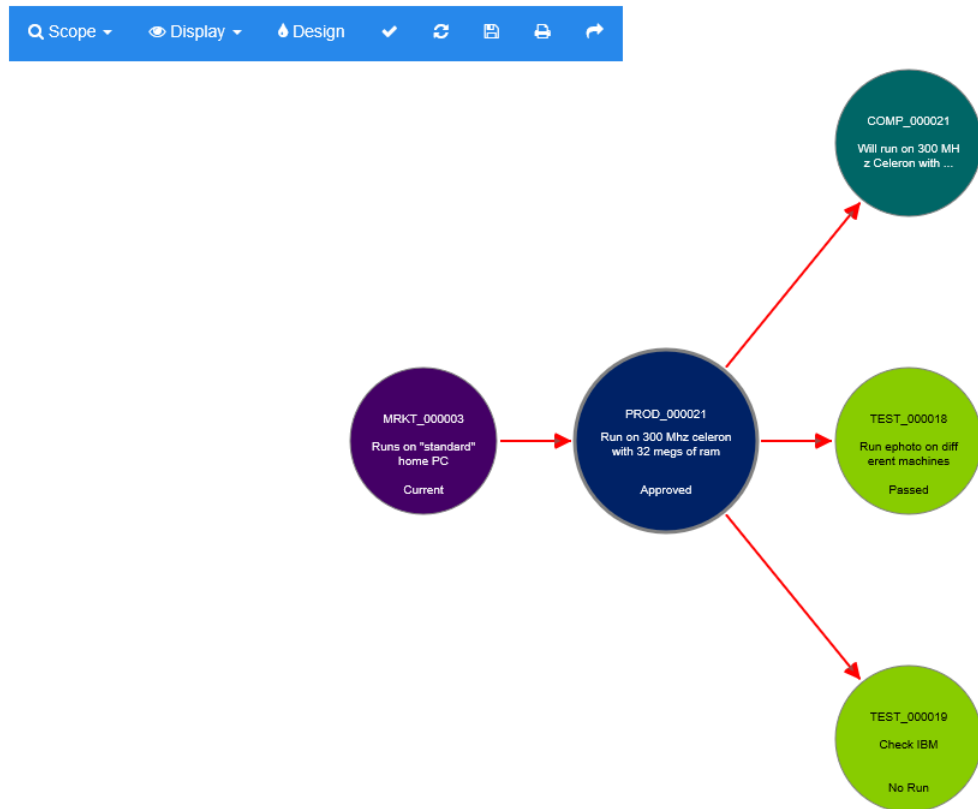 Scope
Display
Design
COMP_000021
Will run on 300 MH
z Celeron with ...
MRKT_000003
Runs on "standard"
home PC
Current
PROD_000021
Run on 300 Mhz celeron
with 32 megs of ram
Approved
TEST_000018
Run ephoto on diff
erent machines
Passed
TEST_000019
Check IBM
No Run